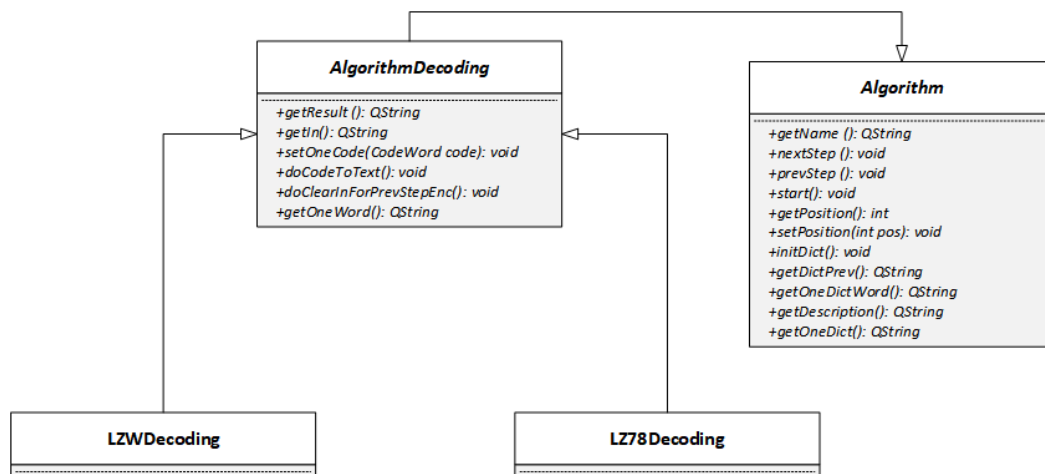 AlgorithmDecoding
+getResult (): QString
+getIn(): QString
+setOneCode(CodeWord code): void
+doCodeToText(): void
+doClearInForPrevStepEnc(): void
+getOneWord(): QString
Algorithm
+getName (): QString
+nextStep (): void
+prevStep (): void
+start(): void
+getPosition(): int
+setPosition(int pos): void
+initDict(): void
+getDictPrev(): QString
+getOneDictWord(): QString
+getDescription(): QString
+getOneDict(): QString
LZWDecoding
LZ78Decoding